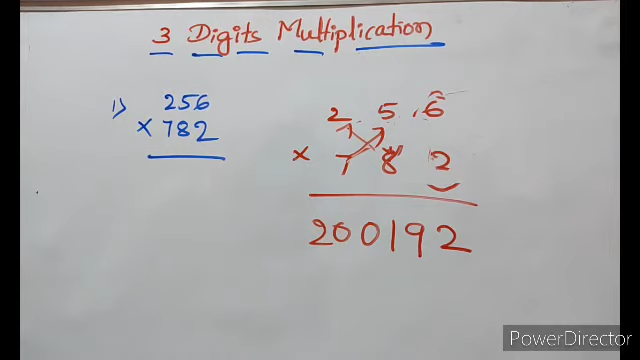 3 Digits Multiplication
1) 256
× 782
2 5 6
× 7 8 2
200192
PowerDirector